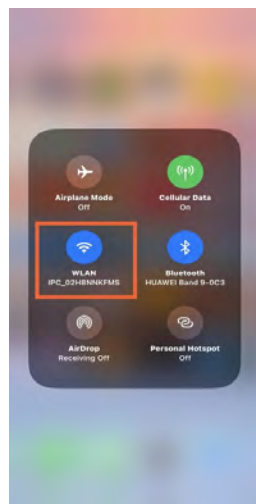 Airplane Mode
Off
Cellular Data
On
WLAN
IPC_02HBNNKFMS
Bluetooth
HUAWEI Band 9-0C3
AirDrop
Receiving Off
Personal Hotspot
Off